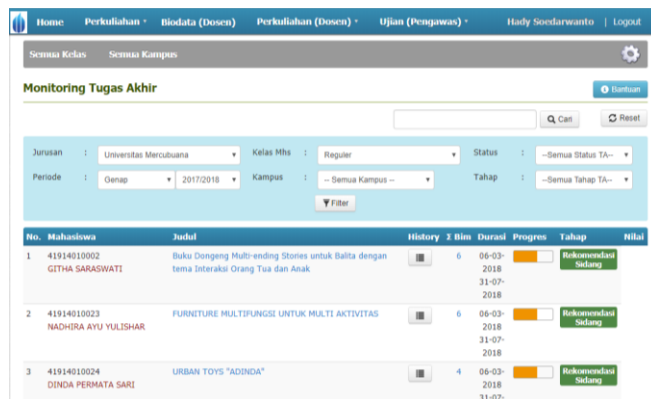 Home Perkuliahan Biodata (Dosen) Perkuliahan (Dosen) Ujian (Pengawas) Hady Soedarwanto | Logout
Semua Kelas Semua Kampus
Monitoring Tugas Akhir Bantuan
Cari Reset
Jurusan : Universitas Mercubuana Kelas Mhs : Reguler Status : --Semua Status TA--
Periode : Genap 2017/2018 Kampus : -- Semua Kampus -- Tahap : --Semua Tahap TA--
Filter
No. Mahasiswa Judul History Σ Bim Durasi Progres Tahap Nilai
1 41914010002 Buku Dongeng Multi-ending Stories untuk Balita dengan 6 06-03- Rekomendasi
GITHA SARASWATI tema Interaksi Orang Tua dan Anak 2018 Sidang
31-07-
2018
2 41914010023 FURNITURE MULTIFUNGSI UNTUK MULTI AKTIVITAS 6 06-03- Rekomendasi
NADHIRA AYU YULISHAR 2018 Sidang
31-07-
2018
3 41914010024 URBAN TOYS "ADINDA" 4 06-03- Rekomendasi
DINDA PERMATA SARI 2018 Sidang
31-07-